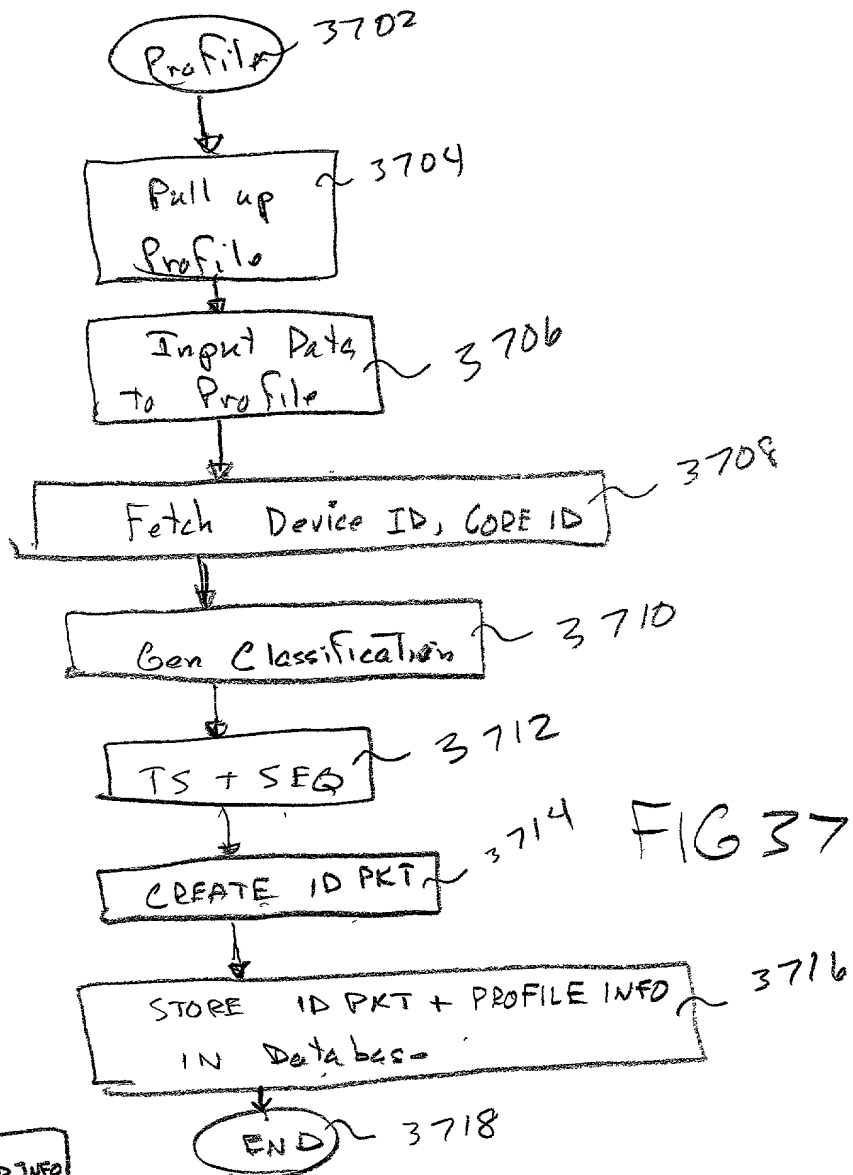 Profile 3702
Pull up 3704
Profile
Input Data 3706
to Profile
Fetch Device ID, CORE ID 3708
Gen Classification 3710
TS + SEQ 3712
CREATE ID PKT 3714
FIG 37
STORE ID PKT + PROFILE INFO 3716
IN Database
END 3718
INFO